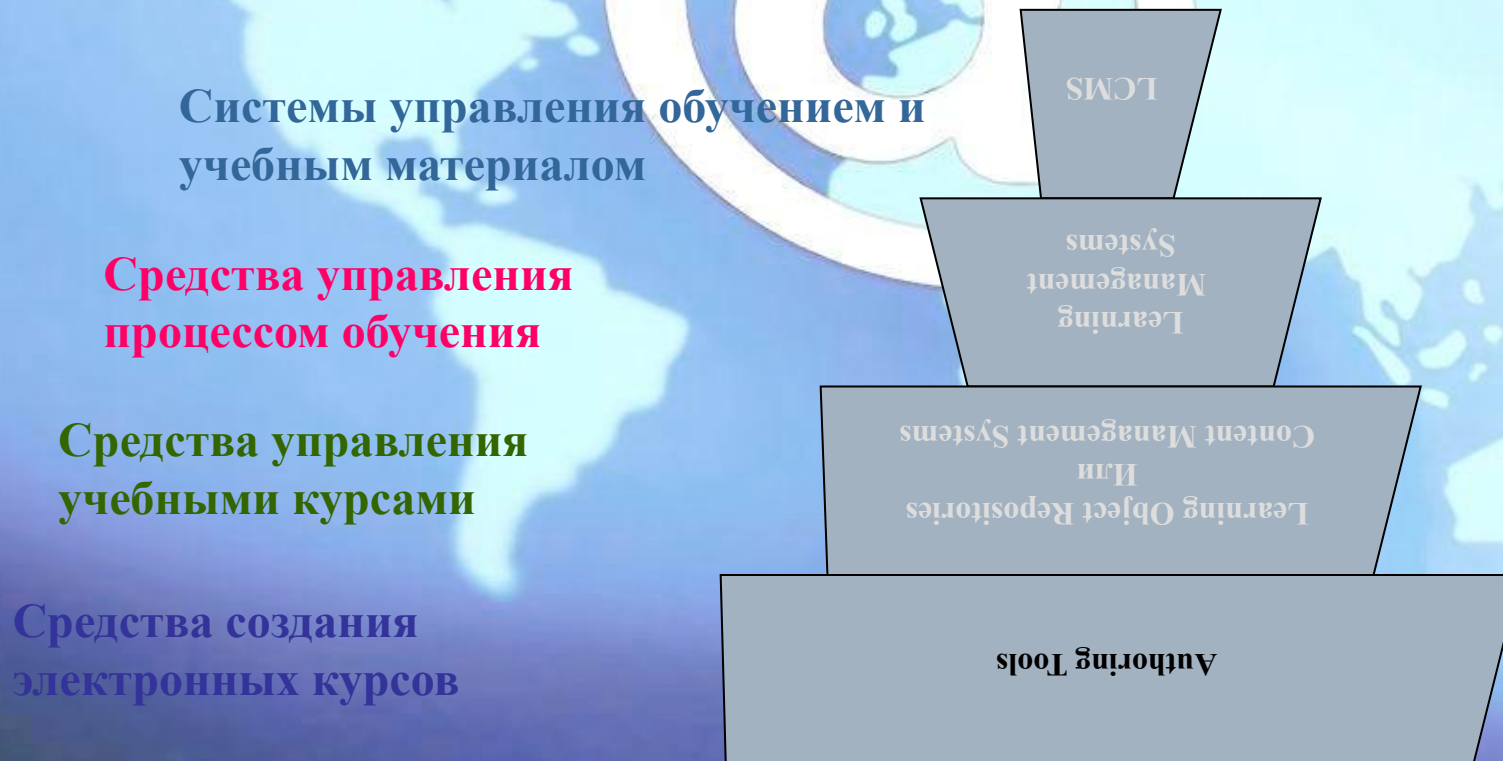 Системы управления обучением и
учебным материалом
Средства управления
процессом обучения
Средства управления
учебными курсами
Средства создания
электронных курсов
LCMS
Learning
Management
Systems
Learning Object Repositories
Или
Content Management Systems
Authoring Tools